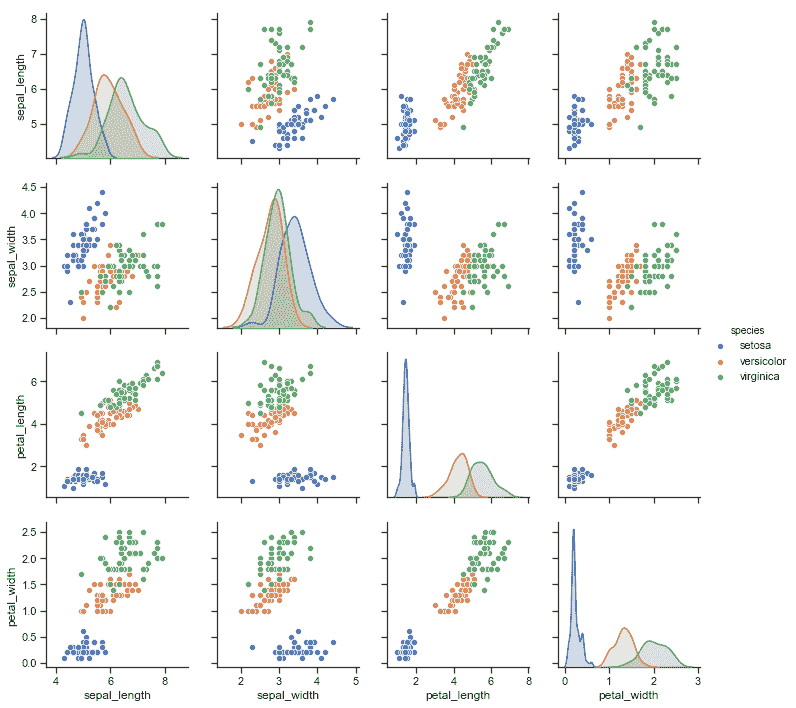 sepal_length
8
7
6
5
sepal_width
4.5
4.0
3.5
3.0
2.5
2.0
species
setosa
versicolor
virginica
petal_length
6
4
2
petal_width
2.5
2.0
1.5
1.0
0.5
0.0
4 6 8
2 3 4 5
2 4 6 8
0 1 2 3
sepal_length sepal_width petal_length petal_width